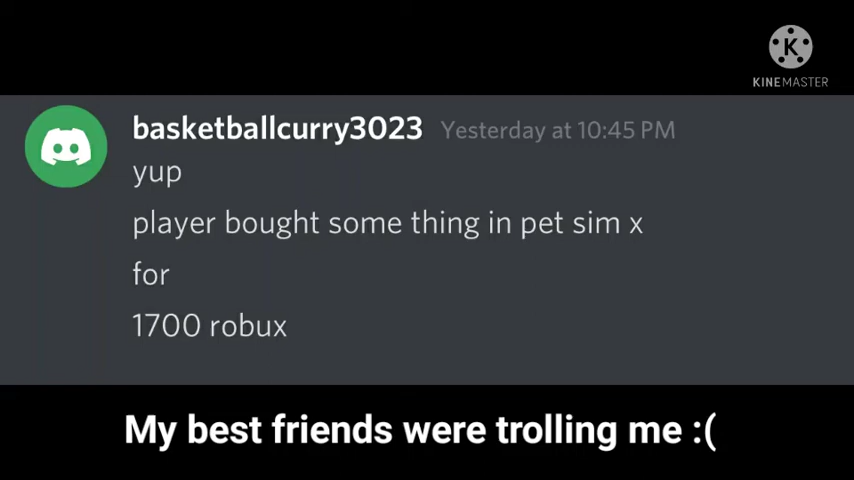 K
KINEMASTER
basketballcurry3023 Yesterday at 10:45 PM
yup
player bought some thing in pet sim x
for
1700 robux
My best friends were trolling me :(